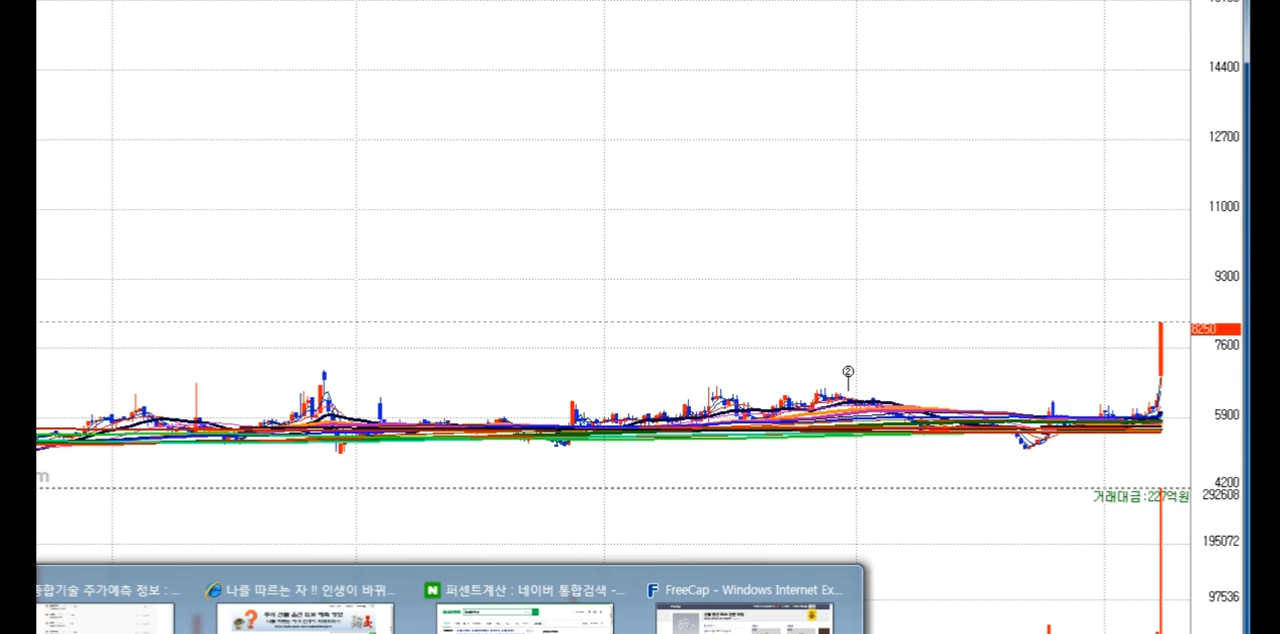 14400
12700
11000
9300
8250
7600
②
5900
4200
m
거래대금:227억원
292608
195072
97536
통합기술 주가예측 정보 : ...
나를 따르는 자 !! 인생이 바뀌...
N 퍼센트계산 : 네이버 통합검색 -...
FreeCap - Windows Internet Ex...